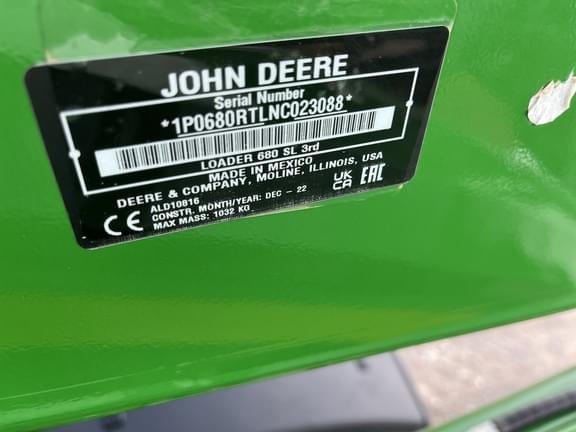 JOHN DEERE
Serial Number
*1P0680RTLNC023088*
LOADER 680 SL 3rd
MADE IN MEXICO
DEERE & COMPANY, MOLINE, ILLINOIS, USA
ALD10816
CONSTR. MONTH/YEAR: DEC - 22
MAX MASS: 1032 KG
CE
UK
CA
EAC